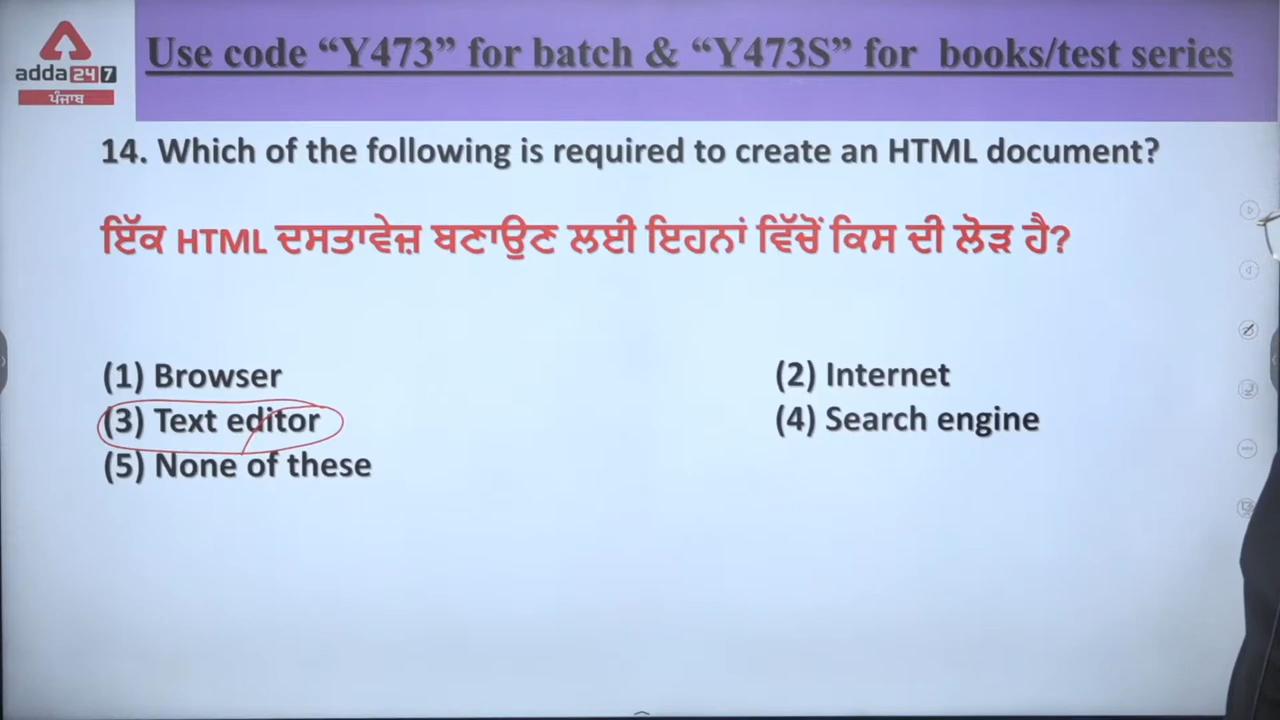 adda 24 7
ਪੰਜਾਬ
Use code “Y473” for batch & “Y473S” for books/test series
14. Which of the following is required to create an HTML document?
ਇੱਕ HTML ਦਸਤਾਵੇਜ਼ ਬਣਾਉਣ ਲਈ ਇਹਨਾਂ ਵਿੱਚੋਂ ਕਿਸ ਦੀ ਲੋੜ ਹੈ?
(1) Browser
(2) Internet
(3) Text editor
(4) Search engine
(5) None of these